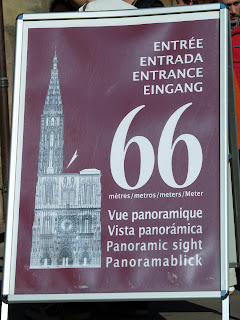 ENTRÉE
ENTRADA
ENTRANCE
EINGANG
66
mètres/metros/meters/Meter
Vue panoramique
Vista panorámica
Panoramic sight
Panoramablick